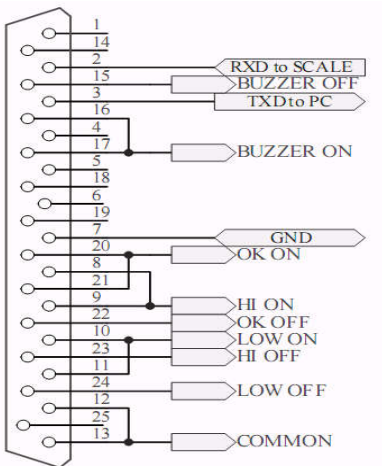 1
14
2 RXD to SCALE
15 BUZZER OFF
3 TXD to PC
16
4
17 BUZZER ON
5
18
6
19
7 GND
20 OK ON
8
21
9 HI ON
22 OK OFF
10 LOW ON
23 HI OFF
11
24 LOW OFF
12
25
13 COMMON